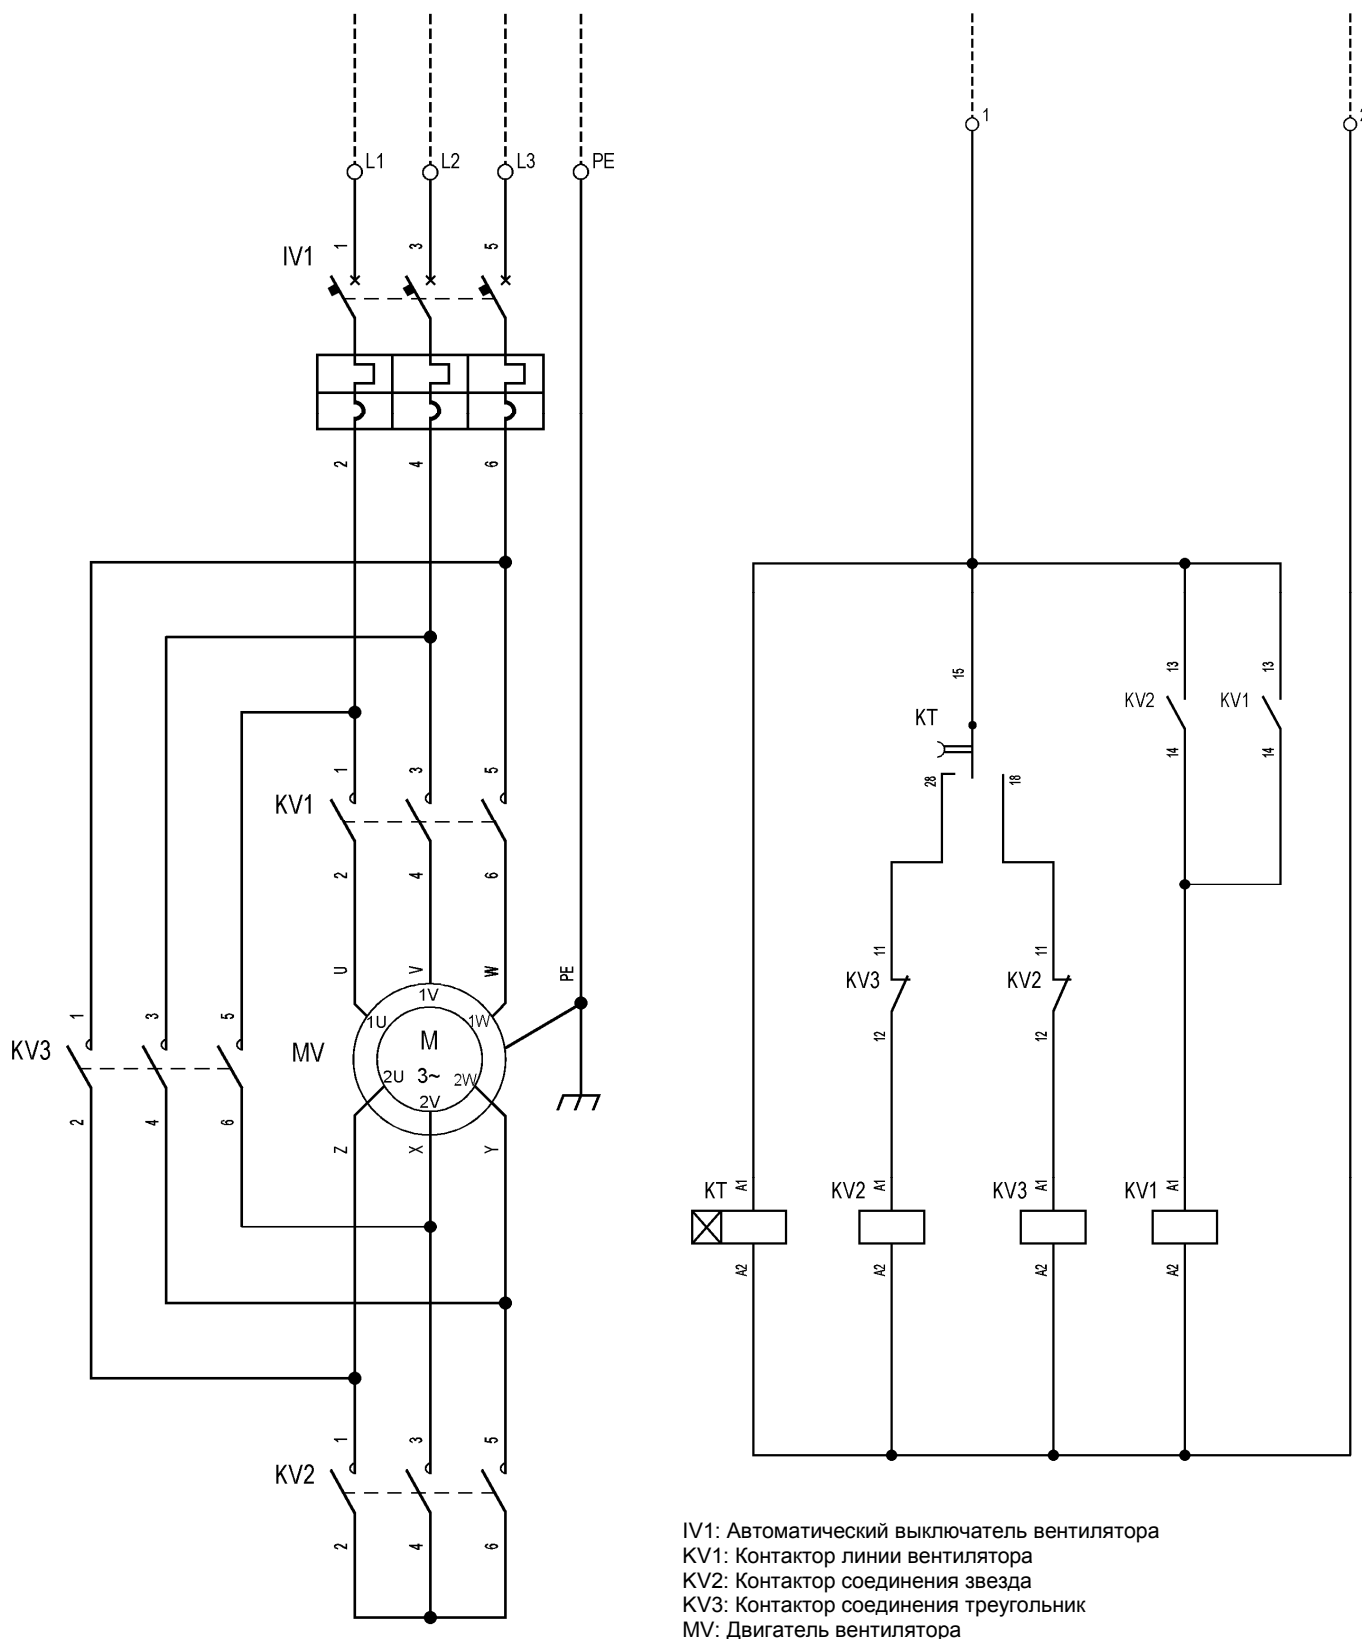 L1 L2 L3 PE
1 2
IV1 1 3 5
2 4 6
KV1 1 3 5
2 4 6
U V W PE
1U 1V 1W
MV M
3~
2U 2V 2W
Z X Y
KV3 1 3 5
2 4 6
KV2 1 3 5
2 4 6
15
KT
28 18
13 13
KV2 KV1
14 14
11 11
KV3 KV2
12 12
KT A1 KV2 A1 KV3 A1 KV1 A1
A2 A2 A2 A2
IV1: Автоматический выключатель вентилятора
KV1: Контактор линии вентилятора
KV2: Контактор соединения звезда
KV3: Контактор соединения треугольник
MV: Двигатель вентилятора